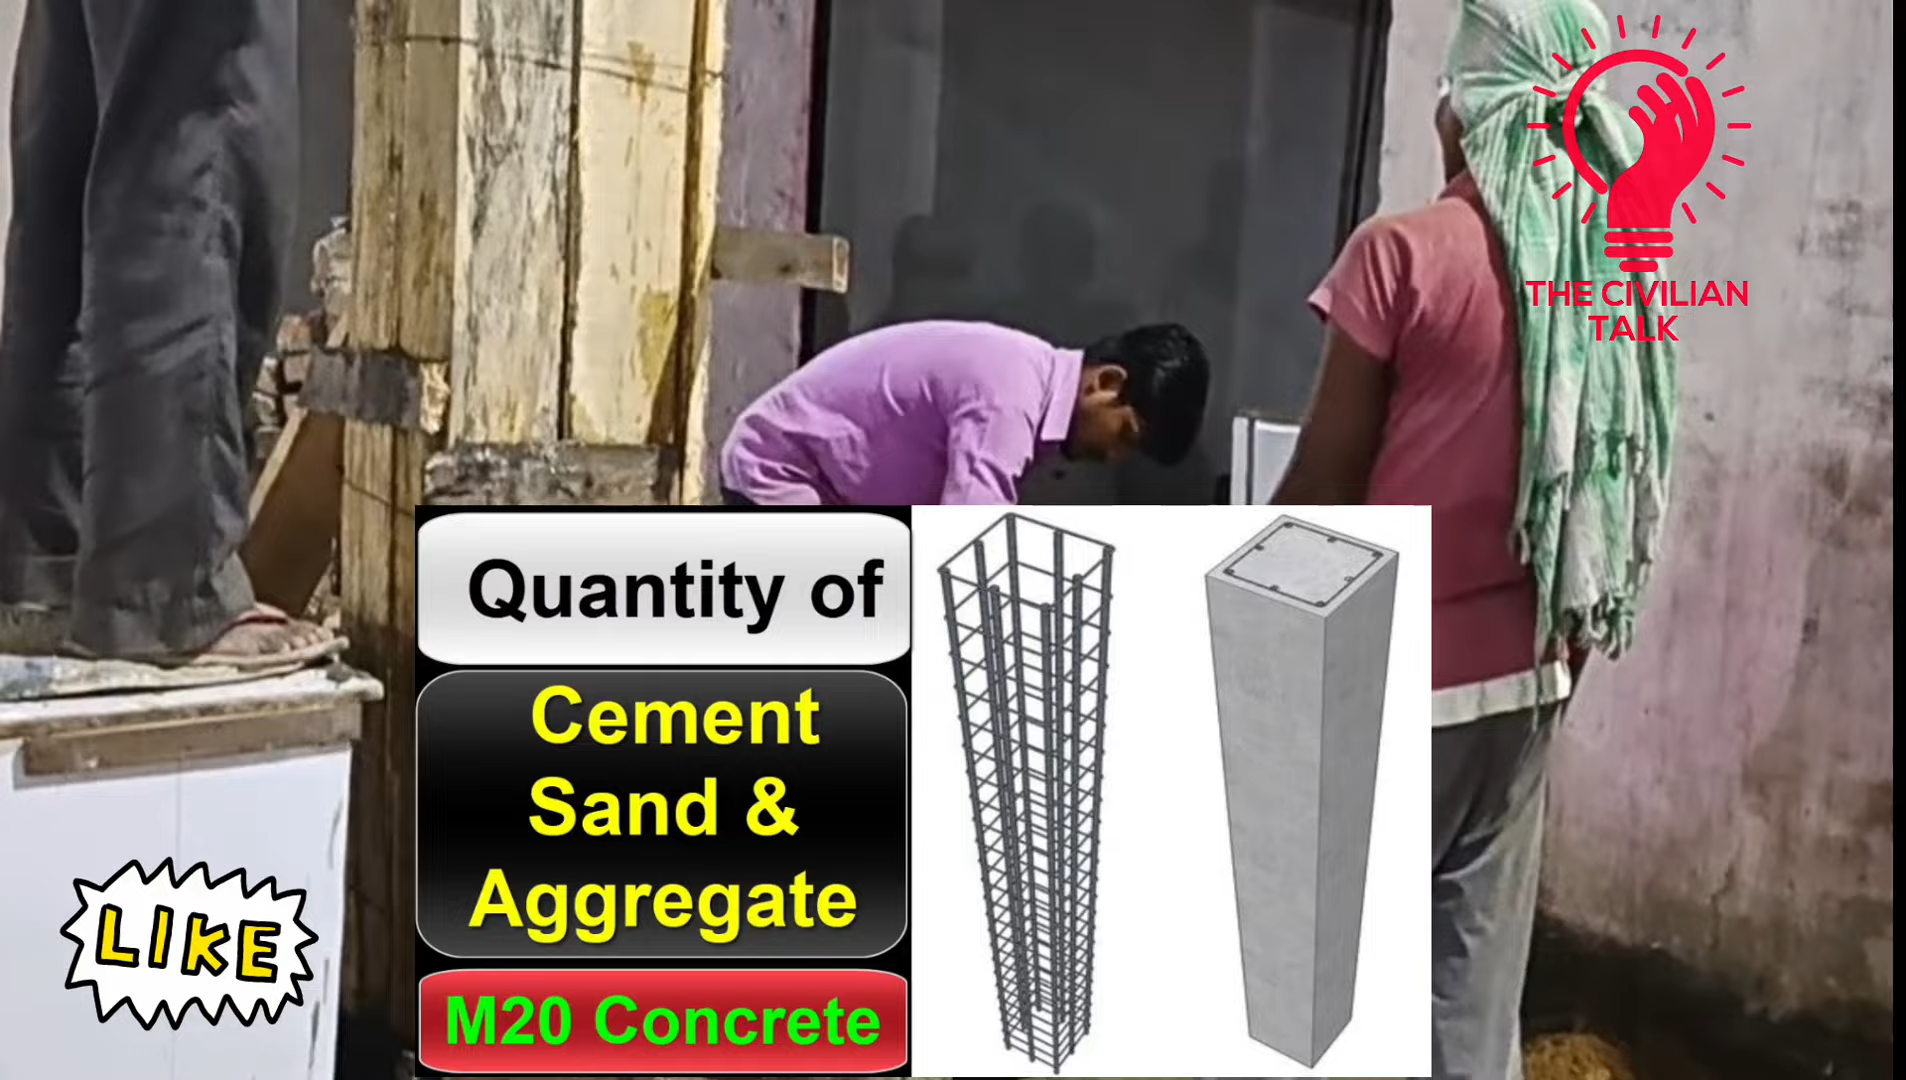 THE CIVILIAN
TALK
Quantity of
Cement
Sand &
Aggregate
M20 Concrete
LIKE